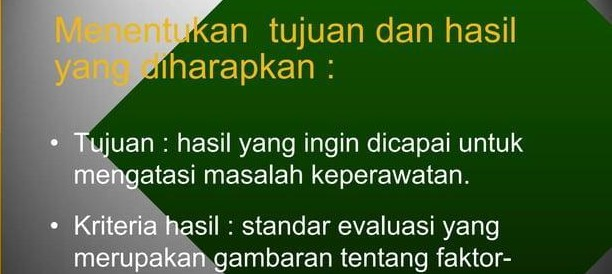 Menentukan tujuan dan hasil
yang diharapkan :
• Tujuan : hasil yang ingin dicapai untuk
mengatasi masalah keperawatan.
• Kriteria hasil : standar evaluasi yang
merupakan gambaran tentang faktor-